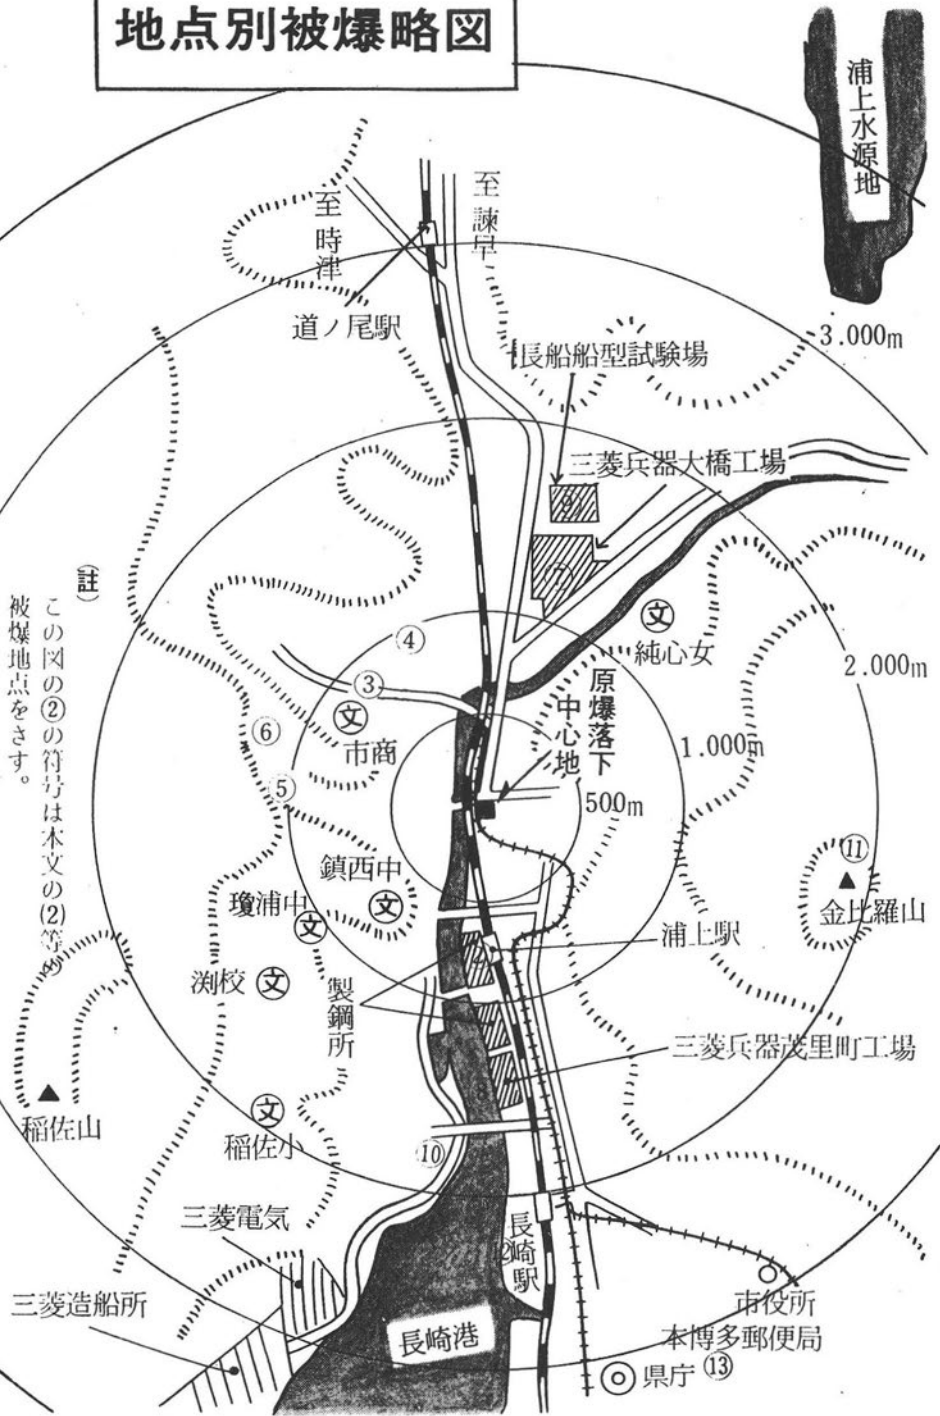 地点別被爆略図
浦上水源地
至諫早
至時津
道ノ尾駅
3.000m
長船船型試験場
三菱兵器大橋工場
(註)
この図の②の符号は本文の(2)等の
被爆地点をさす。
④
純心女
2.000m
③
原爆落下
中心地
⑥
市商
1.000m
⑤
500m
⑪
鎮西中
瓊浦中
金比羅山
浦上駅
渕校
製鋼所
三菱兵器茂里町工場
稲佐山
稲佐小
⑩
三菱電気
長崎駅
⑫
三菱造船所
市役所
長崎港
本博多郵便局
県庁
⑬
文
文
文
文
文
文